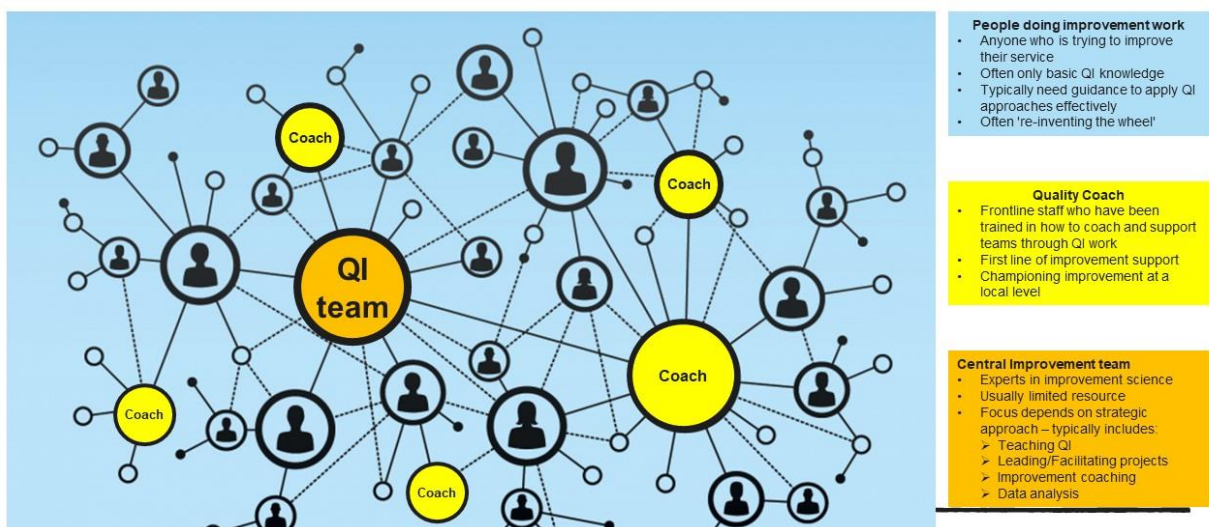 Coach
QI
team
Coach
Coach
Coach
Coach
People doing improvement work
• Anyone who is trying to improve
their service
• Often only basic QI knowledge
• Typically need guidance to apply QI
approaches effectively
• Often 're-inventing the wheel'
Quality Coach
• Frontline staff who have been
trained in how to coach and support
teams through QI work
• First line of improvement support
• Championing improvement at a
local level
Central Improvement team
• Experts in improvement science
• Usually limited resource
• Focus depends on strategic
approach – typically includes:
➢ Teaching QI
➢ Leading/Facilitating projects
➢ Improvement coaching
➢ Data analysis